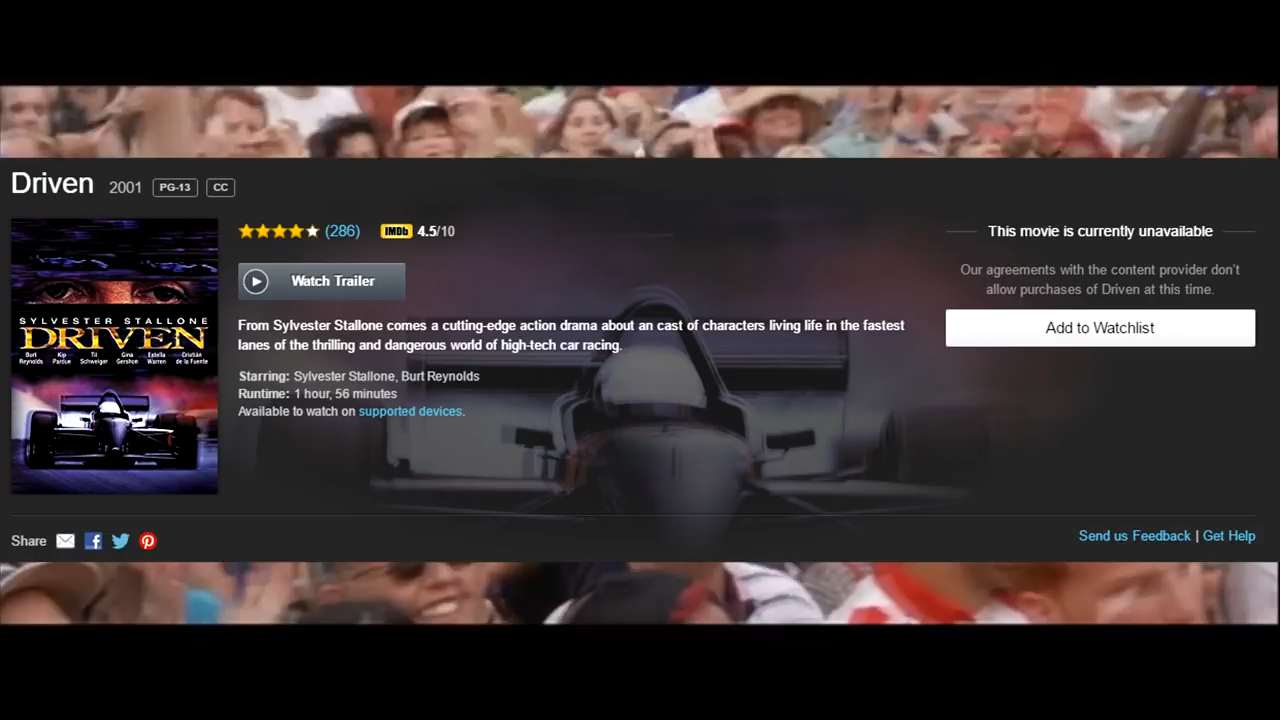 Driven 2001 PG-13 CC
(286) IMDb 4.5/10
This movie is currently unavailable
Our agreements with the content provider don't
allow purchases of Driven at this time.
Add to Watchlist
Watch Trailer
From Sylvester Stallone comes a cutting-edge action drama about an cast of characters living life in the fastest
lanes of the thrilling and dangerous world of high-tech car racing.
Starring: Sylvester Stallone, Burt Reynolds
Runtime: 1 hour, 56 minutes
Available to watch on supported devices.
SYLVESTER STALLONE
DRIVEN
Burt Reynolds Kip Pardue Til Schweiger Gina Gershon Estella Warren Cristián de la Fuente
Share
Send us Feedback | Get Help